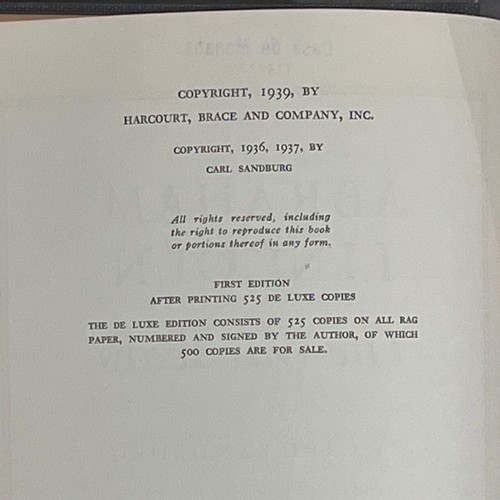 COPYRIGHT, 1939, BY
HARCOURT, BRACE AND COMPANY, INC.
COPYRIGHT, 1936, 1937, BY
CARL SANDBURG
All rights reserved, including
the right to reproduce this book
or portions thereof in any form.
FIRST EDITION
AFTER PRINTING 525 DE LUXE COPIES
THE DE LUXE EDITION CONSISTS OF 525 COPIES ON ALL RAG
PAPER, NUMBERED AND SIGNED BY THE AUTHOR, OF WHICH
500 COPIES ARE FOR SALE.